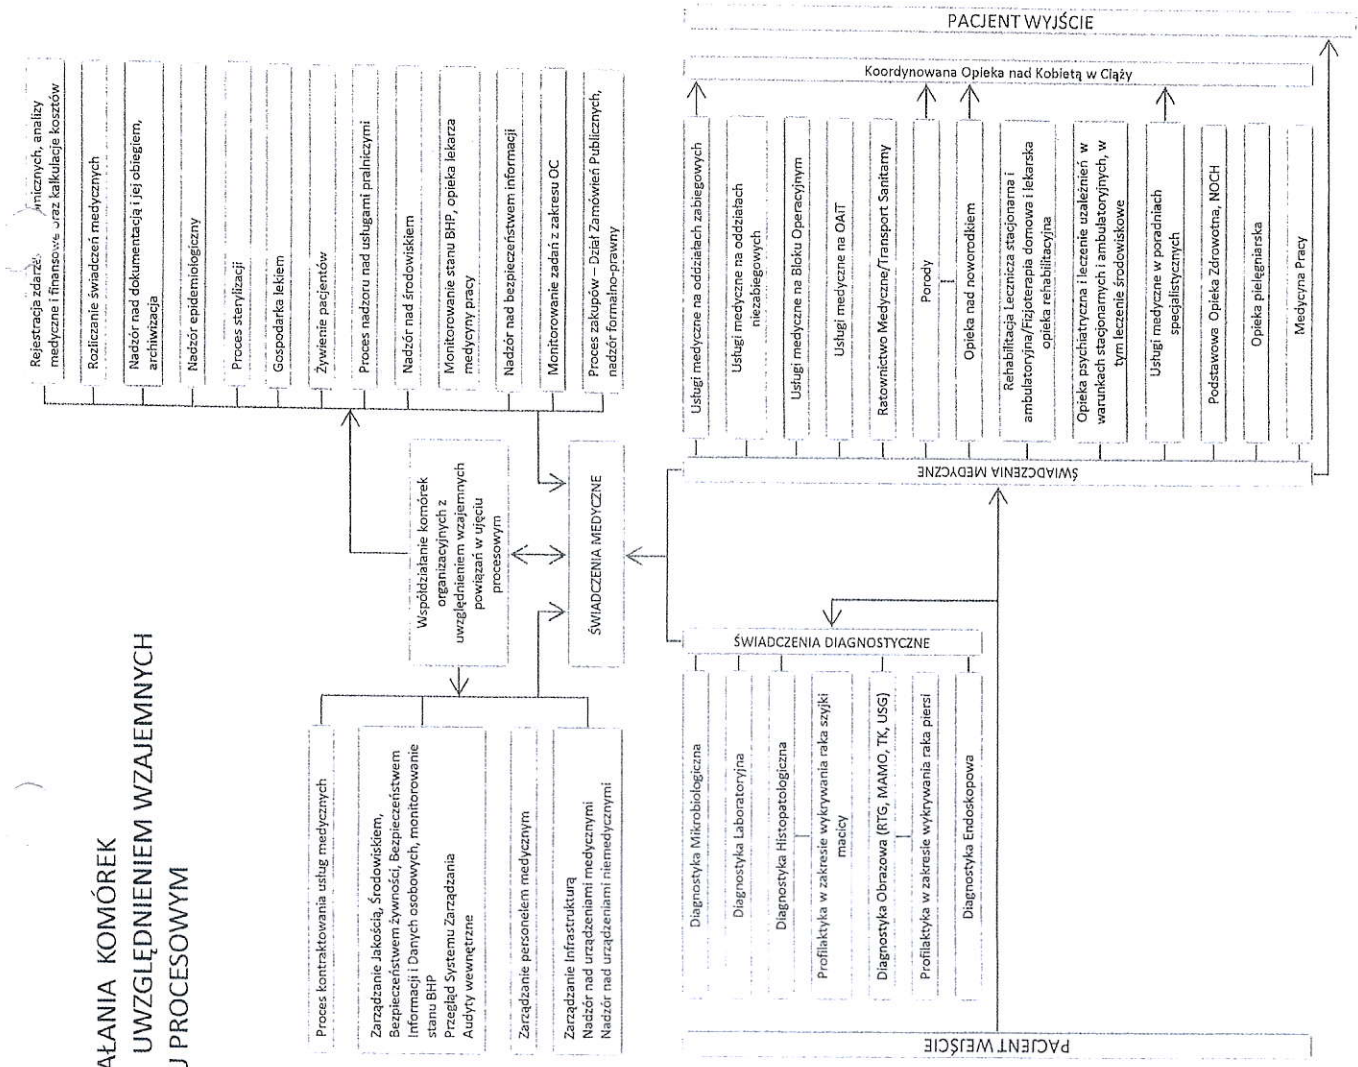 AŁANIA KOMÓREK
UWZGLĘDNIENIEM WZAJEMNYCH
U PROCESOWYM
Proces kontraktowania usług medycznych
Zarządzanie Jakością, Środowiskiem,
Bezpieczeństwem żywności, Bezpieczeństwem
Informacji i Danych osobowych, monitorowanie
stanu BHP
Przegląd Systemu Zarządzania
Audyty wewnętrzne
Zarządzanie personelem medycznym
Zarządzanie Infrastrukturą
Nadzór nad urządzeniami medycznymi
Nadzór nad urządzeniami niemedycznymi
Współdziałanie komórek
organizacyjnych z
uwzględnieniem wzajemnych
powiązań w ujęciu
procesowym
ŚWIADCZENIA MEDYCZNE
Rejestracja zdarze
micznych, analizy
medyczne i finansowe oraz kalkulacje kosztów
Rozliczanie świadczeń medycznych
Nadzór nad dokumentacją i jej obiegiem,
archiwizacja
Nadzór epidemiologiczny
Proces sterylizacji
Gospodarka lekiem
Żywienie pacjentów
Proces nadzoru nad usługami pralniczymi
Nadzór nad środowiskiem
Monitorowanie stanu BHP, opieka lekarza
medycyny pracy
Nadzór nad bezpieczeństwem informacji
Monitorowanie zadań z zakresu OC
Proces zakupów – Dział Zamówień Publicznych,
nadzór formalno-prawny
PACJENT WEJŚCIE
Diagnostyka Mikrobiologiczna
Diagnostyka Laboratoryjna
Diagnostyka Histopatologiczna
Profilaktyka w zakresie wykrywania raka szyjki
macicy
Diagnostyka Obrazowa (RTG, MAMO, TK, USG)
Profilaktyka w zakresie wykrywania raka piersi
Diagnostyka Endoskopowa
ŚWIADCZENIA DIAGNOSTYCZNE
ŚWIADCZENIA MEDYCZNE
Usługi medyczne na oddziałach zabiegowych
Usługi medyczne na oddziałach
niezabiegowych
Usługi medyczne na Bloku Operacyjnym
Usługi medyczne na OAiT
Ratownictwo Medyczne/Transport Sanitarny
Porody
Opieka nad noworodkiem
Rehabilitacja Lecznicza stacjonarna i
ambulatoryjna/Fizjoterapia domowa i lekarska
opieka rehabilitacyjna
Opieka psychiatryczna i leczenie uzależnień w
warunkach stacjonarnych i ambulatoryjnych, w
tym leczenie środowiskowe
Usługi medyczne w poradniach
specjalistycznych
Podstawowa Opieka Zdrowotna, NOCH
Opieka pielęgniarska
Medycyna Pracy
Koordynowana Opieka nad Kobietą w Ciąży
PACJENT WYJŚCIE